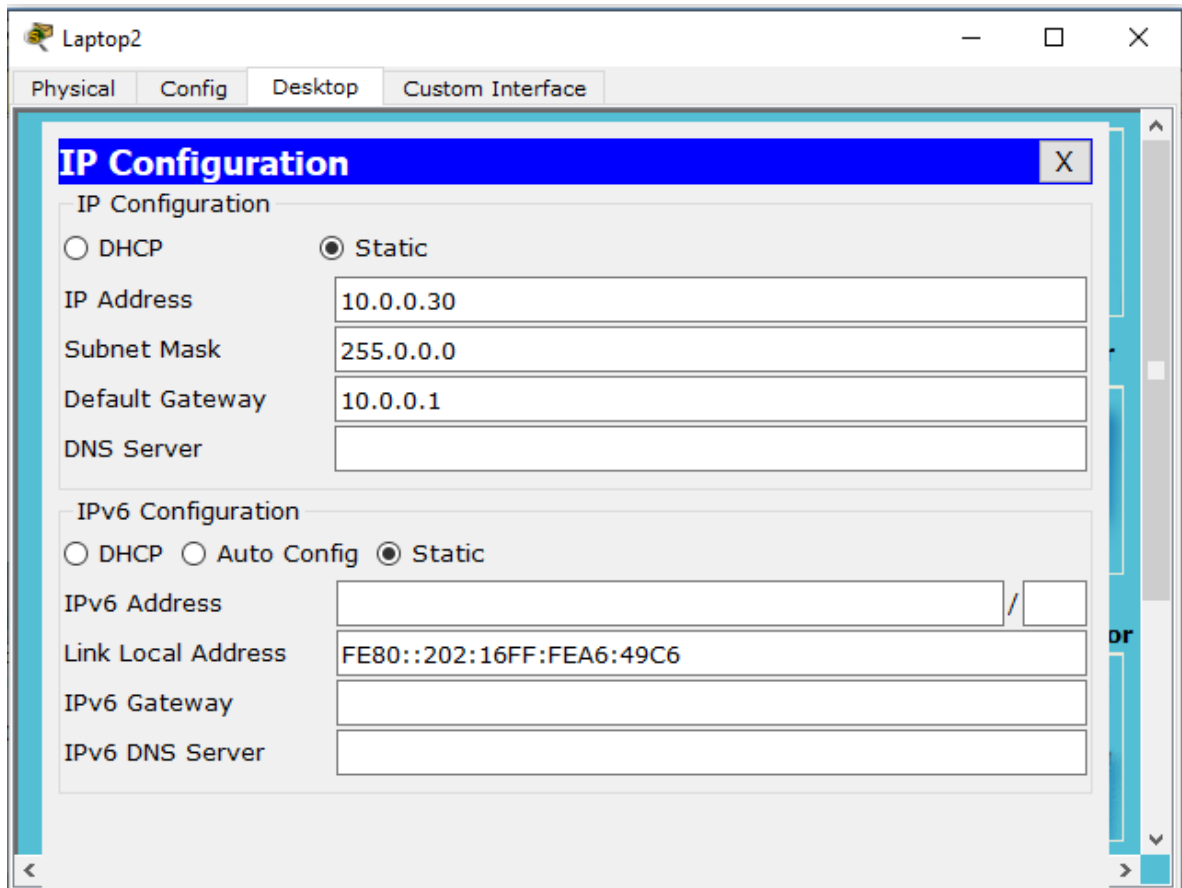 Laptop2
Physical Config Desktop Custom Interface
IP Configuration X
IP Configuration
DHCP Static
IP Address 10.0.0.30
Subnet Mask 255.0.0.0
Default Gateway 10.0.0.1
DNS Server
IPv6 Configuration
DHCP Auto Config Static
IPv6 Address /
Link Local Address FE80::202:16FF:FEA6:49C6
or
IPv6 Gateway
IPv6 DNS Server